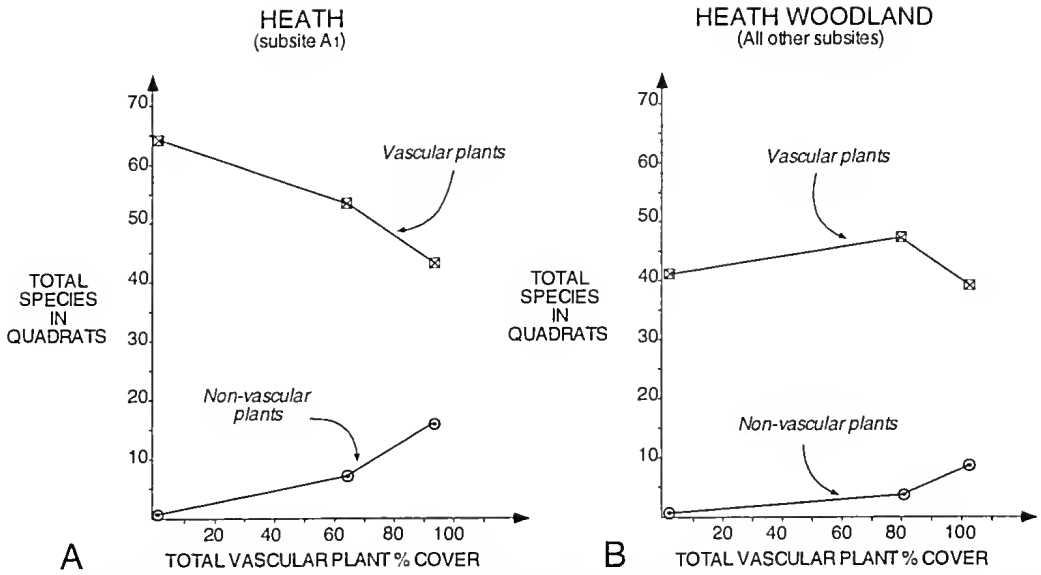 HEATH
(subsite A1)
70
60
50
40
30
20
10
Vascular plants
Non-vascular
plants
TOTAL
SPECIES
IN
QUADRATS
20 40 60 80 100
A
TOTAL VASCULAR PLANT % COVER
HEATH WOODLAND
(All other subsites)
70
60
50
40
30
20
10
Vascular plants
Non-vascular plants
TOTAL
SPECIES
IN
QUADRATS
20 40 60 80 100
B
TOTAL VASCULAR PLANT % COVER